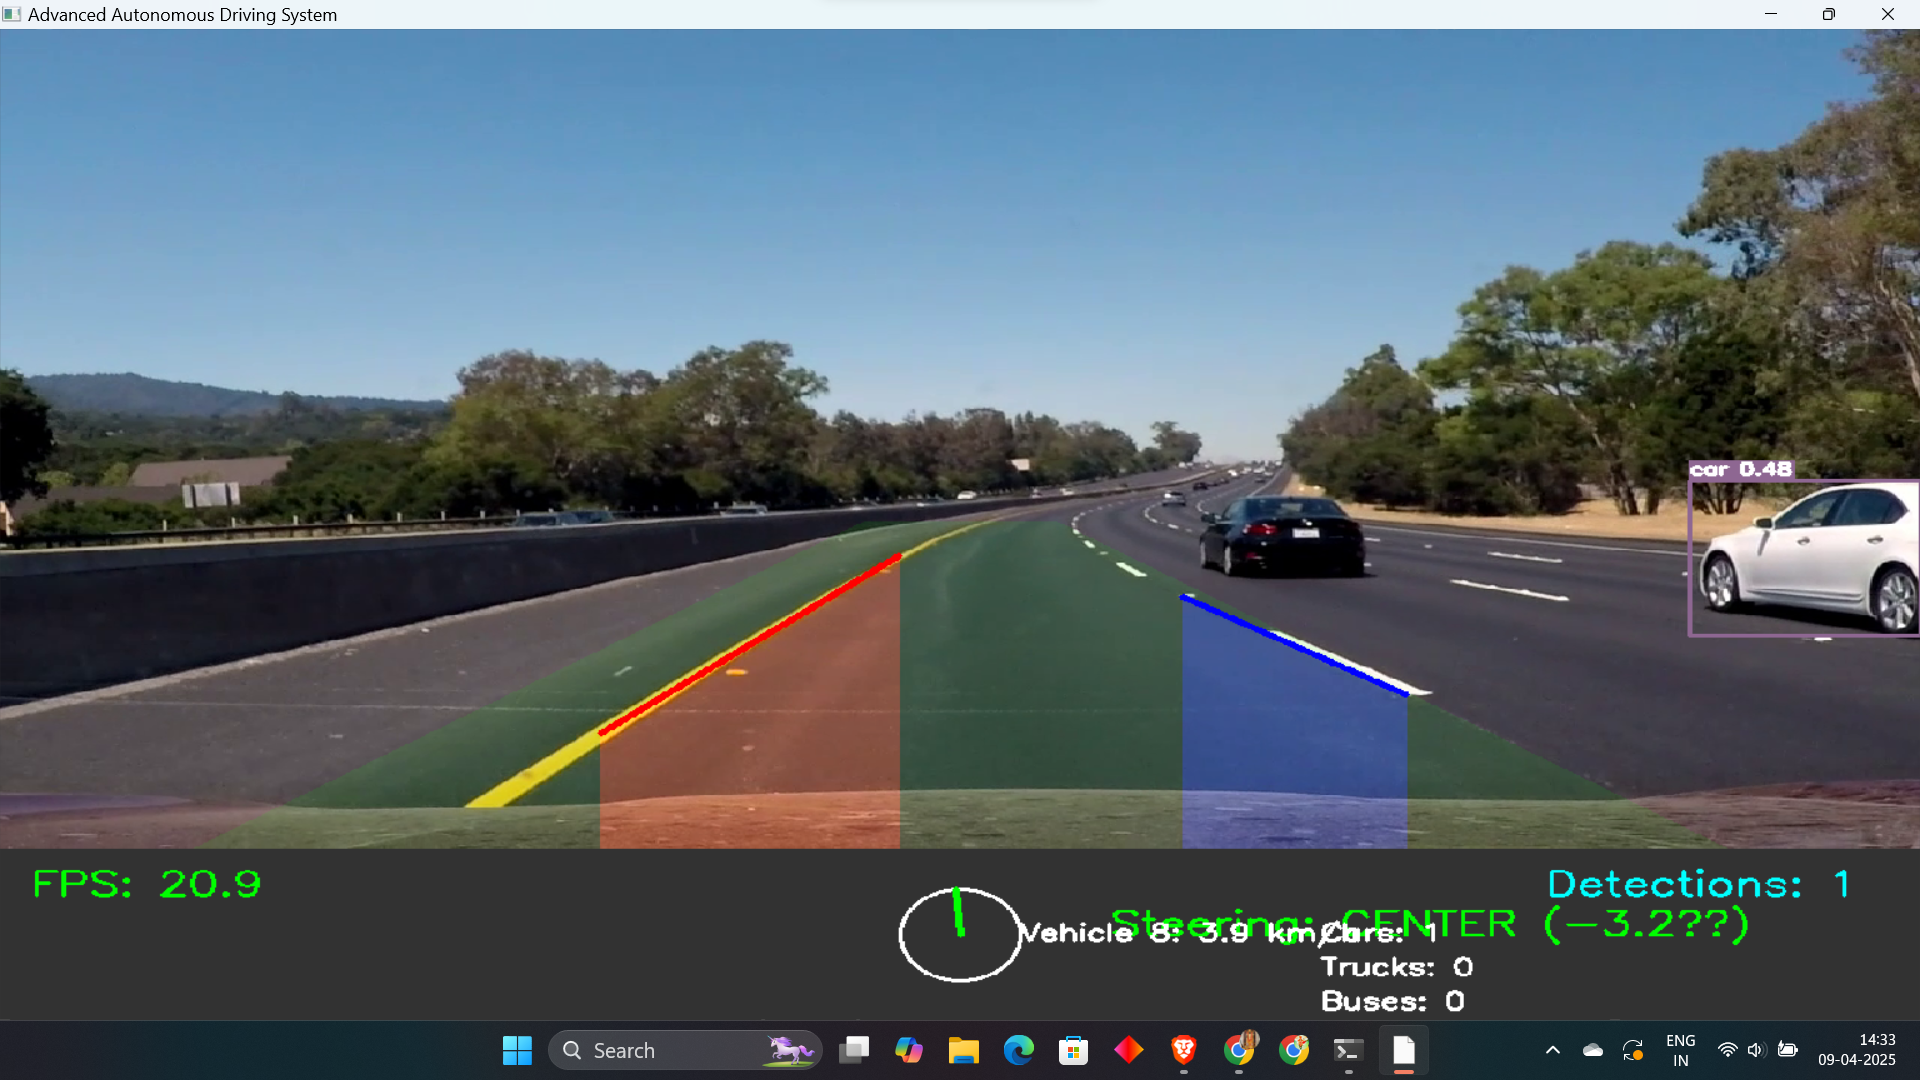 Advanced Autonomous Driving System
car 0.48
FPS: 20.9
Detections: 1
Steering: CENTER (-3.2??)
Vehicle 8: 3.9 km/h
Cars: 1
Trucks: 0
Buses: 0
Search
ENG
IN
14:33
09-04-2025